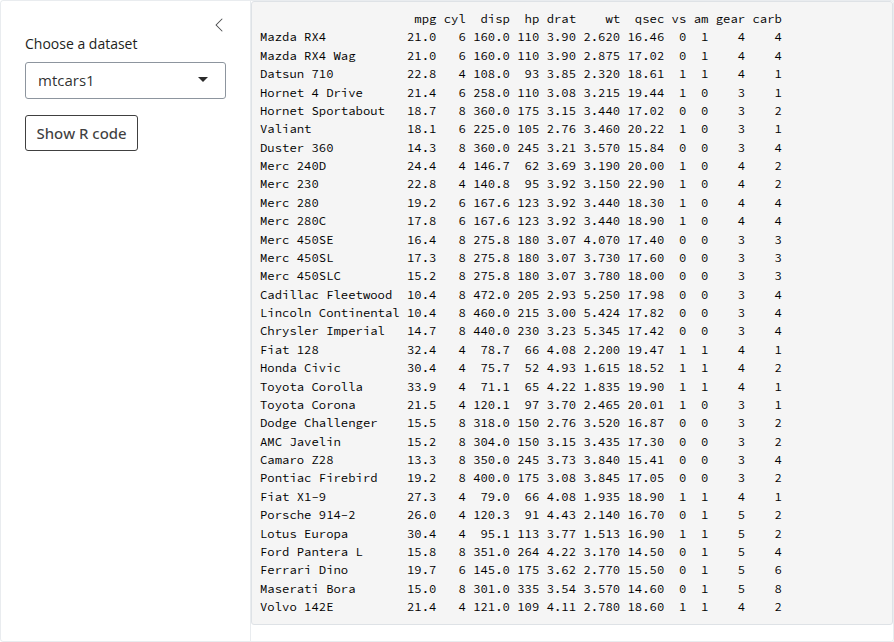 Choose a dataset
mtcars1
Show R code
mpg cyl disp hp drat wt qsec vs am gear carb
Mazda RX4 21.0 6 160.0 110 3.90 2.620 16.46 0 1 4 4
Mazda RX4 Wag 21.0 6 160.0 110 3.90 2.875 17.02 0 1 4 4
Datsun 710 22.8 4 108.0 93 3.85 2.320 18.61 1 1 4 1
Hornet 4 Drive 21.4 6 258.0 110 3.08 3.215 19.44 1 0 3 1
Hornet Sportabout 18.7 8 360.0 175 3.15 3.440 17.02 0 0 3 2
Valiant 18.1 6 225.0 105 2.76 3.460 20.22 1 0 3 1
Duster 360 14.3 8 360.0 245 3.21 3.570 15.84 0 0 3 4
Merc 240D 24.4 4 146.7 62 3.69 3.190 20.00 1 0 4 2
Merc 230 22.8 4 140.8 95 3.92 3.150 22.90 1 0 4 2
Merc 280 19.2 6 167.6 123 3.92 3.440 18.30 1 0 4 4
Merc 280C 17.8 6 167.6 123 3.92 3.440 18.90 1 0 4 4
Merc 450SE 16.4 8 275.8 180 3.07 4.070 17.40 0 0 3 3
Merc 450SL 17.3 8 275.8 180 3.07 3.730 17.60 0 0 3 3
Merc 450SLC 15.2 8 275.8 180 3.07 3.780 18.00 0 0 3 3
Cadillac Fleetwood 10.4 8 472.0 205 2.93 5.250 17.98 0 0 3 4
Lincoln Continental 10.4 8 460.0 215 3.00 5.424 17.82 0 0 3 4
Chrysler Imperial 14.7 8 440.0 230 3.23 5.345 17.42 0 0 3 4
Fiat 128 32.4 4 78.7 66 4.08 2.200 19.47 1 1 4 1
Honda Civic 30.4 4 75.7 52 4.93 1.615 18.52 1 1 4 2
Toyota Corolla 33.9 4 71.1 65 4.22 1.835 19.90 1 1 4 1
Toyota Corona 21.5 4 120.1 97 3.70 2.465 20.01 1 0 3 1
Dodge Challenger 15.5 8 318.0 150 2.76 3.520 16.87 0 0 3 2
AMC Javelin 15.2 8 304.0 150 3.15 3.435 17.30 0 0 3 2
Camaro Z28 13.3 8 350.0 245 3.73 3.840 15.41 0 0 3 4
Pontiac Firebird 19.2 8 400.0 175 3.08 3.845 17.05 0 0 3 2
Fiat X1-9 27.3 4 79.0 66 4.08 1.935 18.90 1 1 4 1
Porsche 914-2 26.0 4 120.3 91 4.43 2.140 16.70 0 1 5 2
Lotus Europa 30.4 4 95.1 113 3.77 1.513 16.90 1 1 5 2
Ford Pantera L 15.8 8 351.0 264 4.22 3.170 14.50 0 1 5 4
Ferrari Dino 19.7 6 145.0 175 3.62 2.770 15.50 0 1 5 6
Maserati Bora 15.0 8 301.0 335 3.54 3.570 14.60 0 1 5 8
Volvo 142E 21.4 4 121.0 109 4.11 2.780 18.60 1 1 4 2